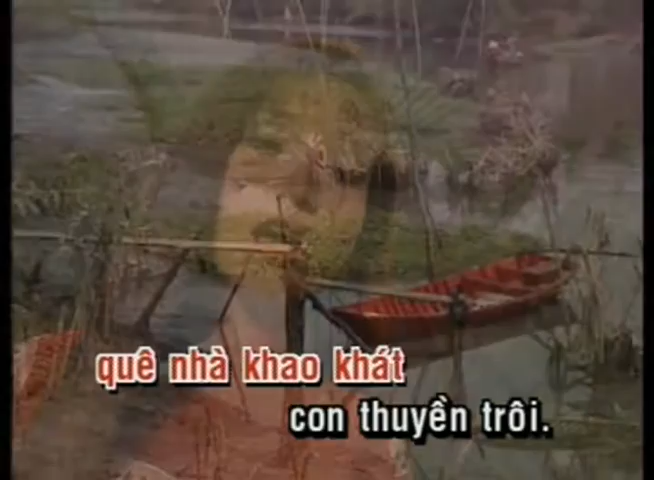 quê nhà khao khát
con thuyền trôi.